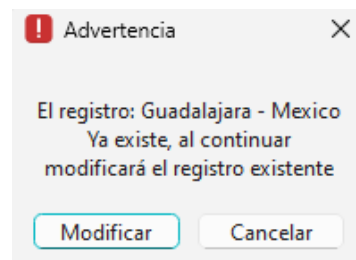 Advertencia
El registro: Guadalajara - Mexico
Ya existe, al continuar
modificará el registro existente
Modificar Cancelar